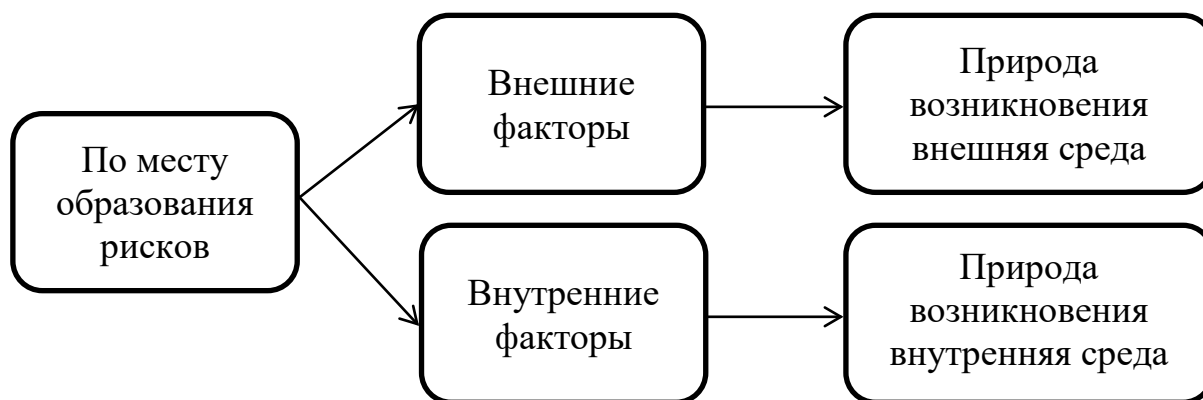 По месту
образования
рисков
Внешние
факторы
Природа
возникновения
внешняя среда
Внутренние
факторы
Природа
возникновения
внутренняя среда